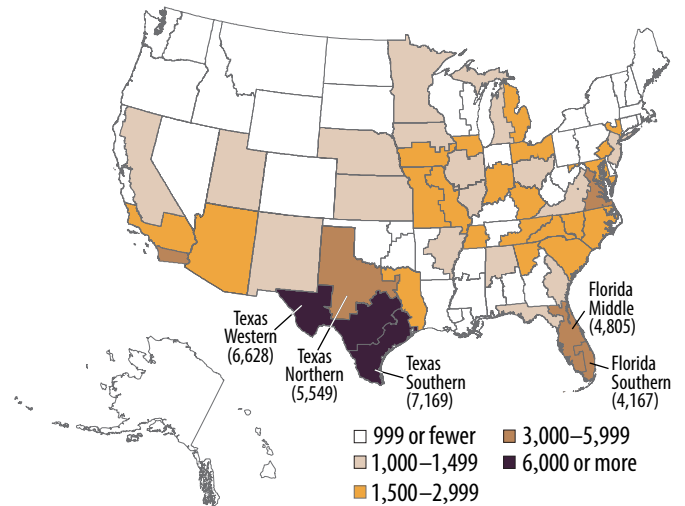 Florida
Middle
(4,805)
Texas
Western
(6,628)
Texas
Northern
(5,549)
Texas
Southern
(7,169)
Florida
Southern
(4,167)
999 or fewer
3,000–5,999
1,000–1,499
6,000 or more
1,500–2,999